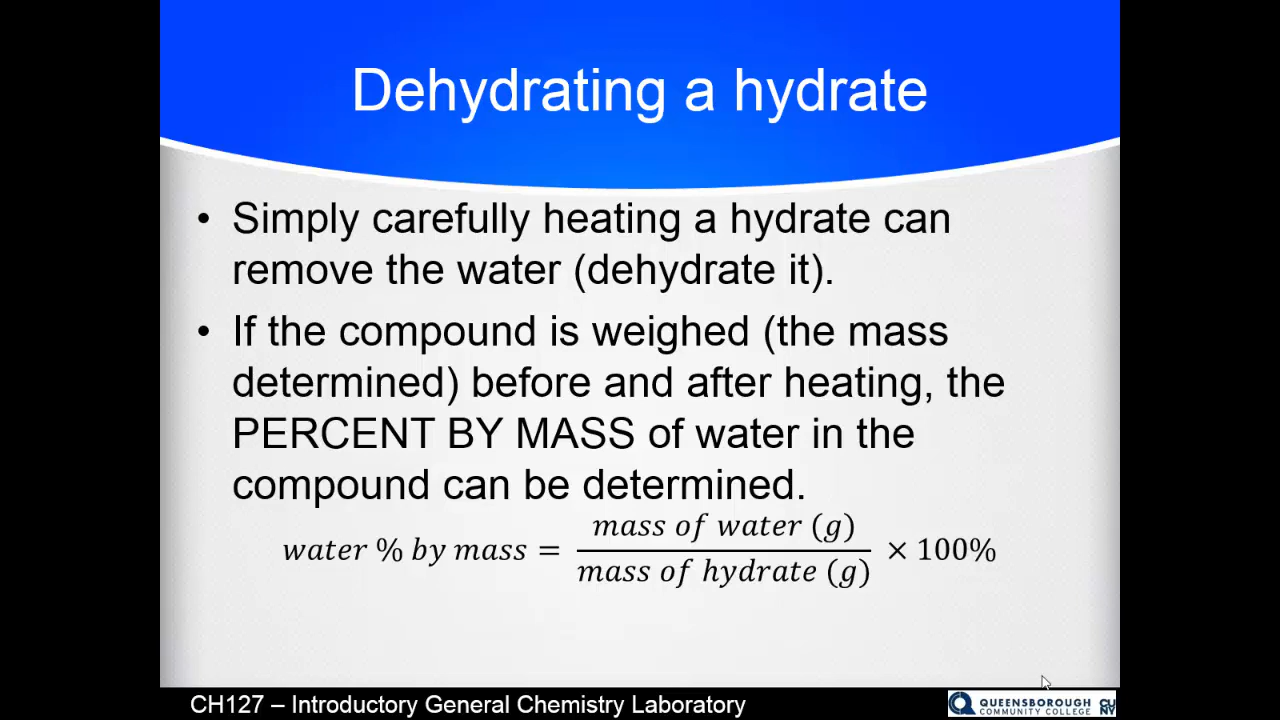 Dehydrating a hydrate
• Simply carefully heating a hydrate can
remove the water (dehydrate it).
• If the compound is weighed (the mass
determined) before and after heating, the
PERCENT BY MASS of water in the
compound can be determined.
water % by mass = mass of water (g) / mass of hydrate (g) × 100%
CH127 – Introductory General Chemistry Laboratory
QUEENSBOROUGH
COMMUNITY COLLEGE
CU
NY